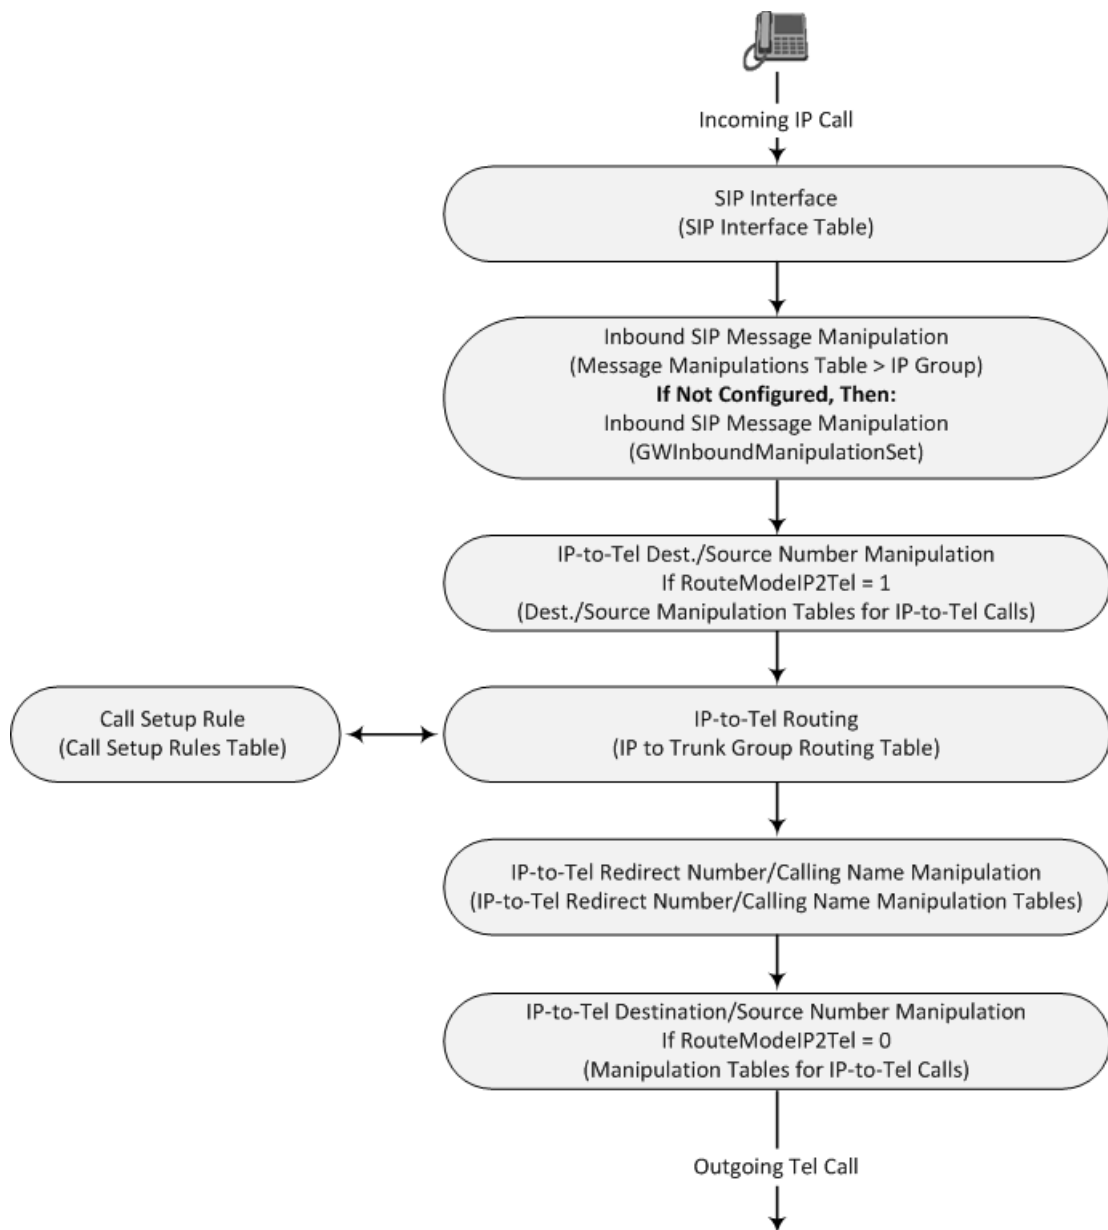 Incoming IP Call
SIP Interface
(SIP Interface Table)
Inbound SIP Message Manipulation
(Message Manipulations Table > IP Group)
If Not Configured, Then:
Inbound SIP Message Manipulation
(GWInboundManipulationSet)
IP-to-Tel Dest./Source Number Manipulation
If RouteModeIP2Tel = 1
(Dest./Source Manipulation Tables for IP-to-Tel Calls)
Call Setup Rule
(Call Setup Rules Table)
IP-to-Tel Routing
(IP to Trunk Group Routing Table)
IP-to-Tel Redirect Number/Calling Name Manipulation
(IP-to-Tel Redirect Number/Calling Name Manipulation Tables)
IP-to-Tel Destination/Source Number Manipulation
If RouteModeIP2Tel = 0
(Manipulation Tables for IP-to-Tel Calls)
Outgoing Tel Call